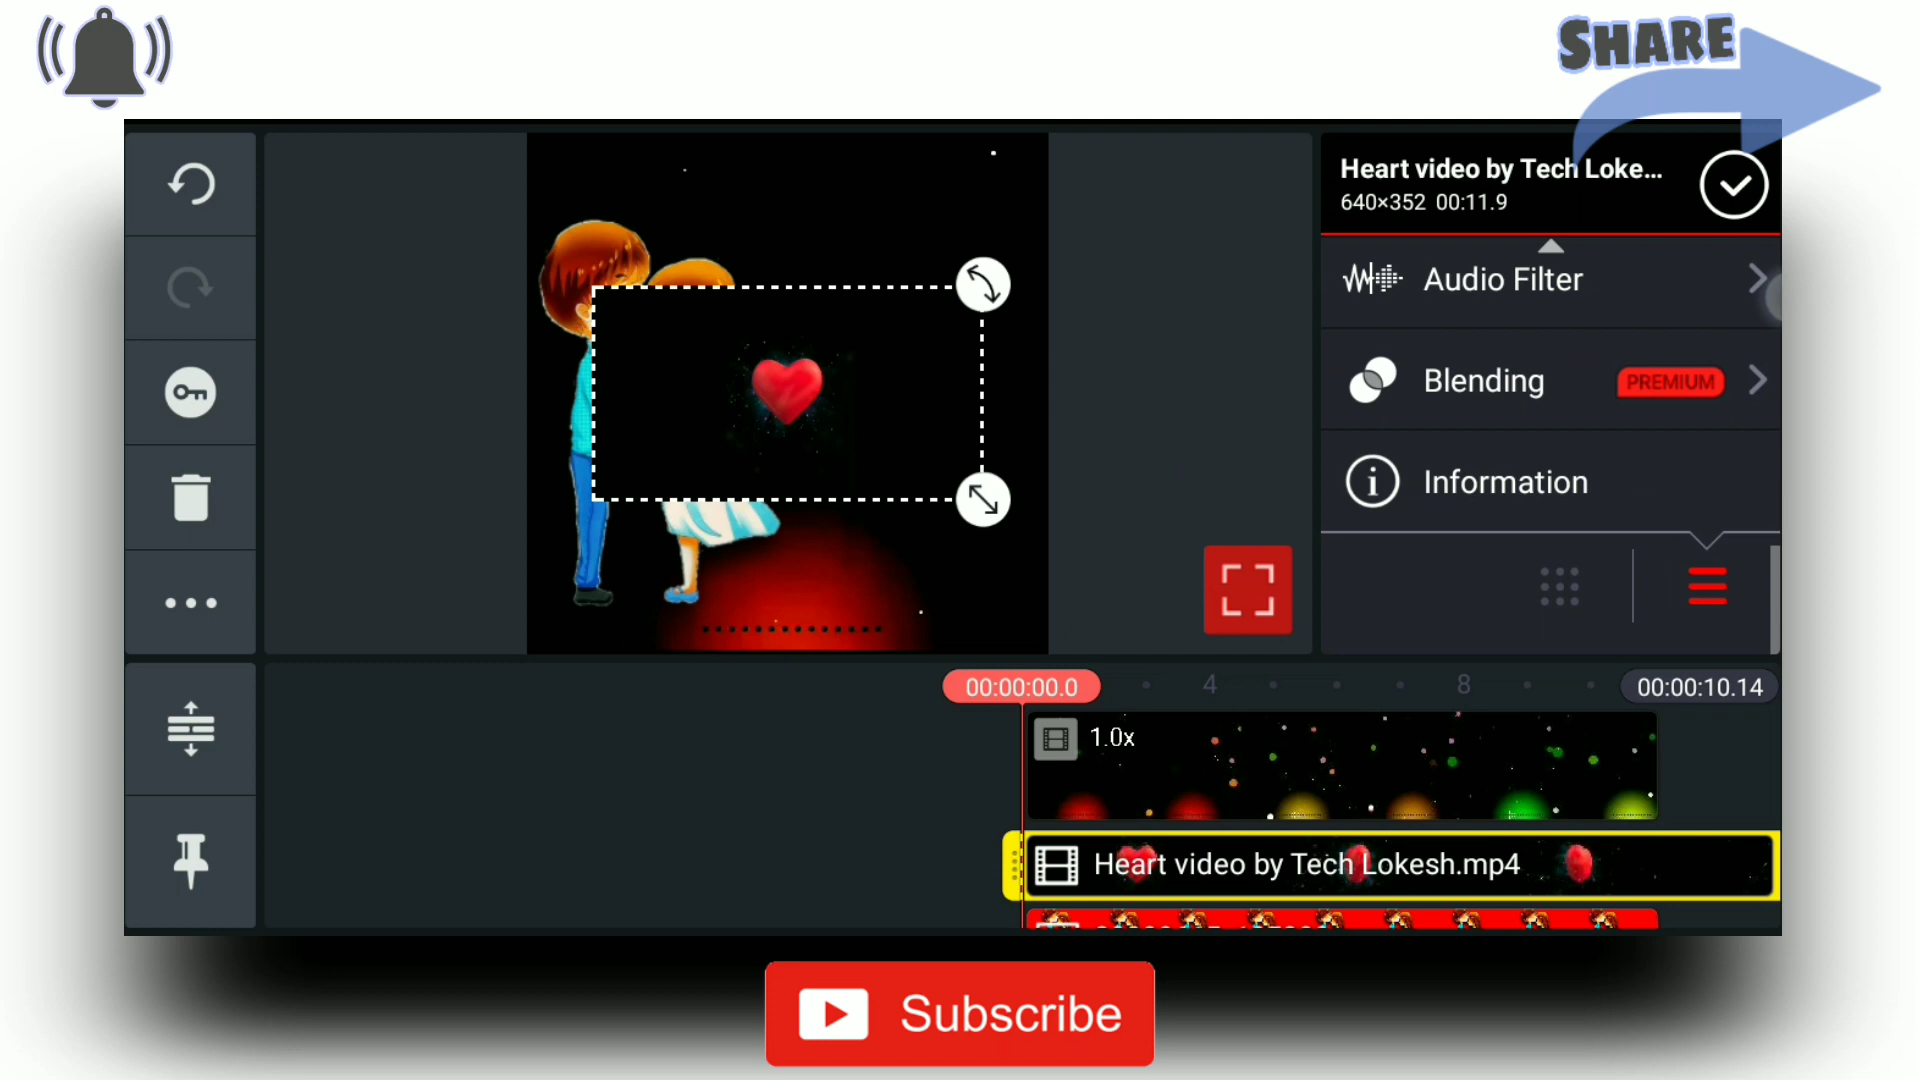 SHARE
Heart video by Tech Loke...
640×352 00:11.9
Audio Filter
Blending PREMIUM
Information
00:00:00.0 4 8 00:00:10.14
1.0x
Heart video by Tech Lokesh.mp4
Subscribe